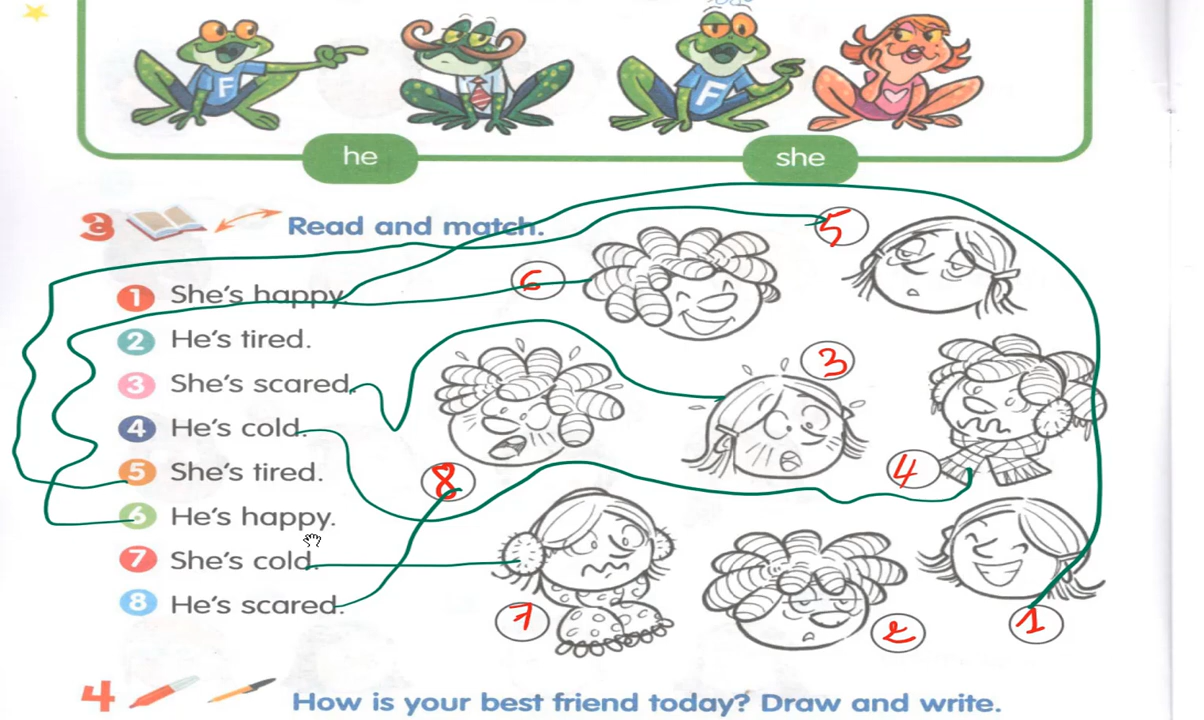 F
F
he
she
3 Read and match.
5
6
1 She's happy.
2 He's tired.
3 She's scared.
3
4 He's cold.
4
5 She's tired.
8
6 He's happy.
7 She's cold.
8 He's scared.
7
2
1
4 How is your best friend today? Draw and write.